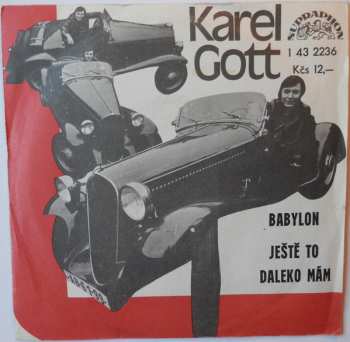 Karel
Gott
SUPRAPHON
1 43 2236
Kčs 12,—
BABYLON
JEŠTĚ TO
DALEKO MÁM